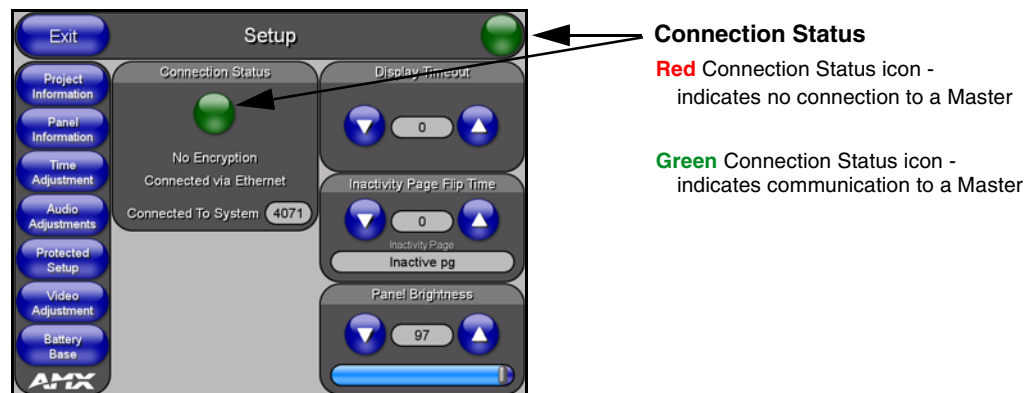 Exit
Setup
Connection Status
Project
Information
Panel
Information
Time
Adjustment
Audio
Adjustments
Protected
Setup
Video
Adjustment
Battery
Base
AMX
Connection Status
No Encryption
Connected via Ethernet
Connected To System 4071
Display Timeout
0
Inactivity Page Flip Time
0
Inactivity Page
Inactive pg
Panel Brightness
97
Red Connection Status icon -
indicates no connection to a Master
Green Connection Status icon -
indicates communication to a Master